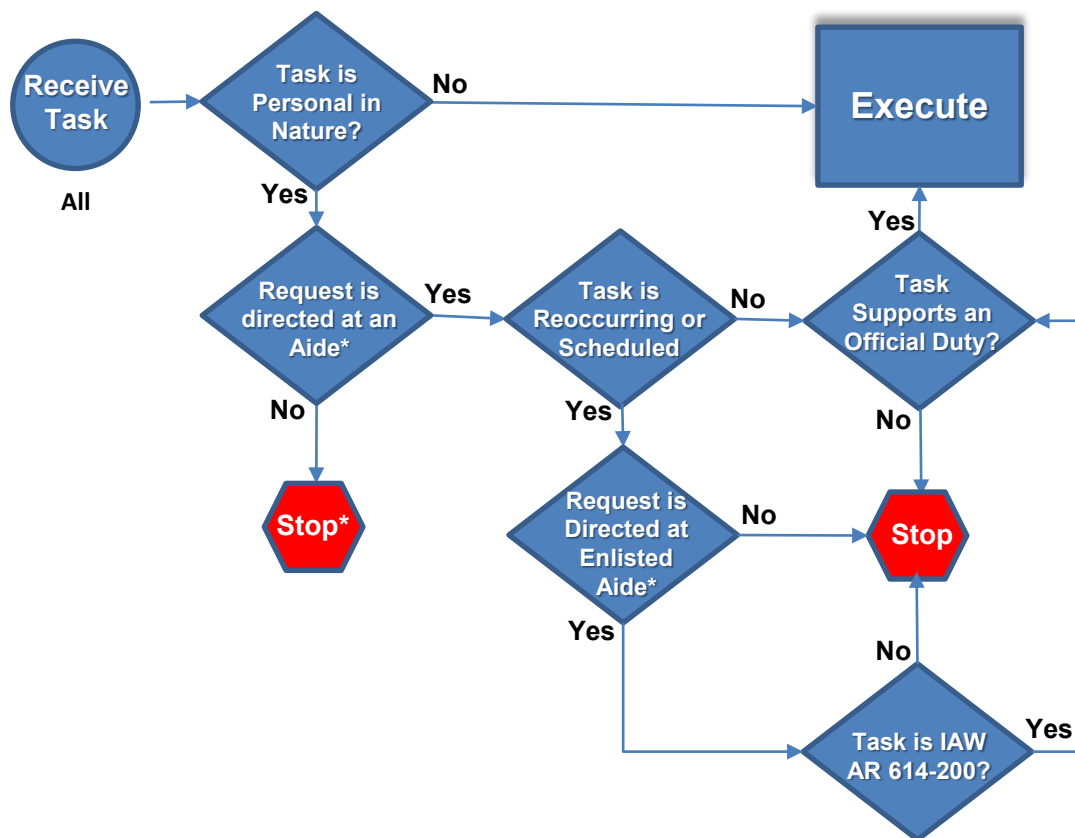 Receive
Task
All
Task is
Personal in
Nature?
No
Execute
Yes
Request is
directed at an
Aide*
Yes
Task is
Reoccurring or
Scheduled
No
Task
Supports an
Official Duty?
Yes
No
Stop*
Yes
Request is
Directed at
Enlisted
Aide*
No
No
Stop
Yes
No
Task is IAW
AR 614-200?
Yes